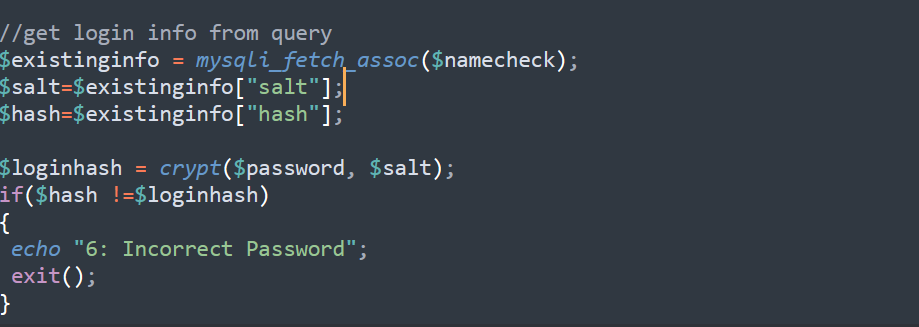 //get login info from query
$existinginfo = mysqli_fetch_assoc($namecheck);
$salt=$existinginfo["salt"];
$hash=$existinginfo["hash"];
$loginhash = crypt($password, $salt);
if($hash !=$loginhash)
{
echo "6: Incorrect Password";
exit();
}